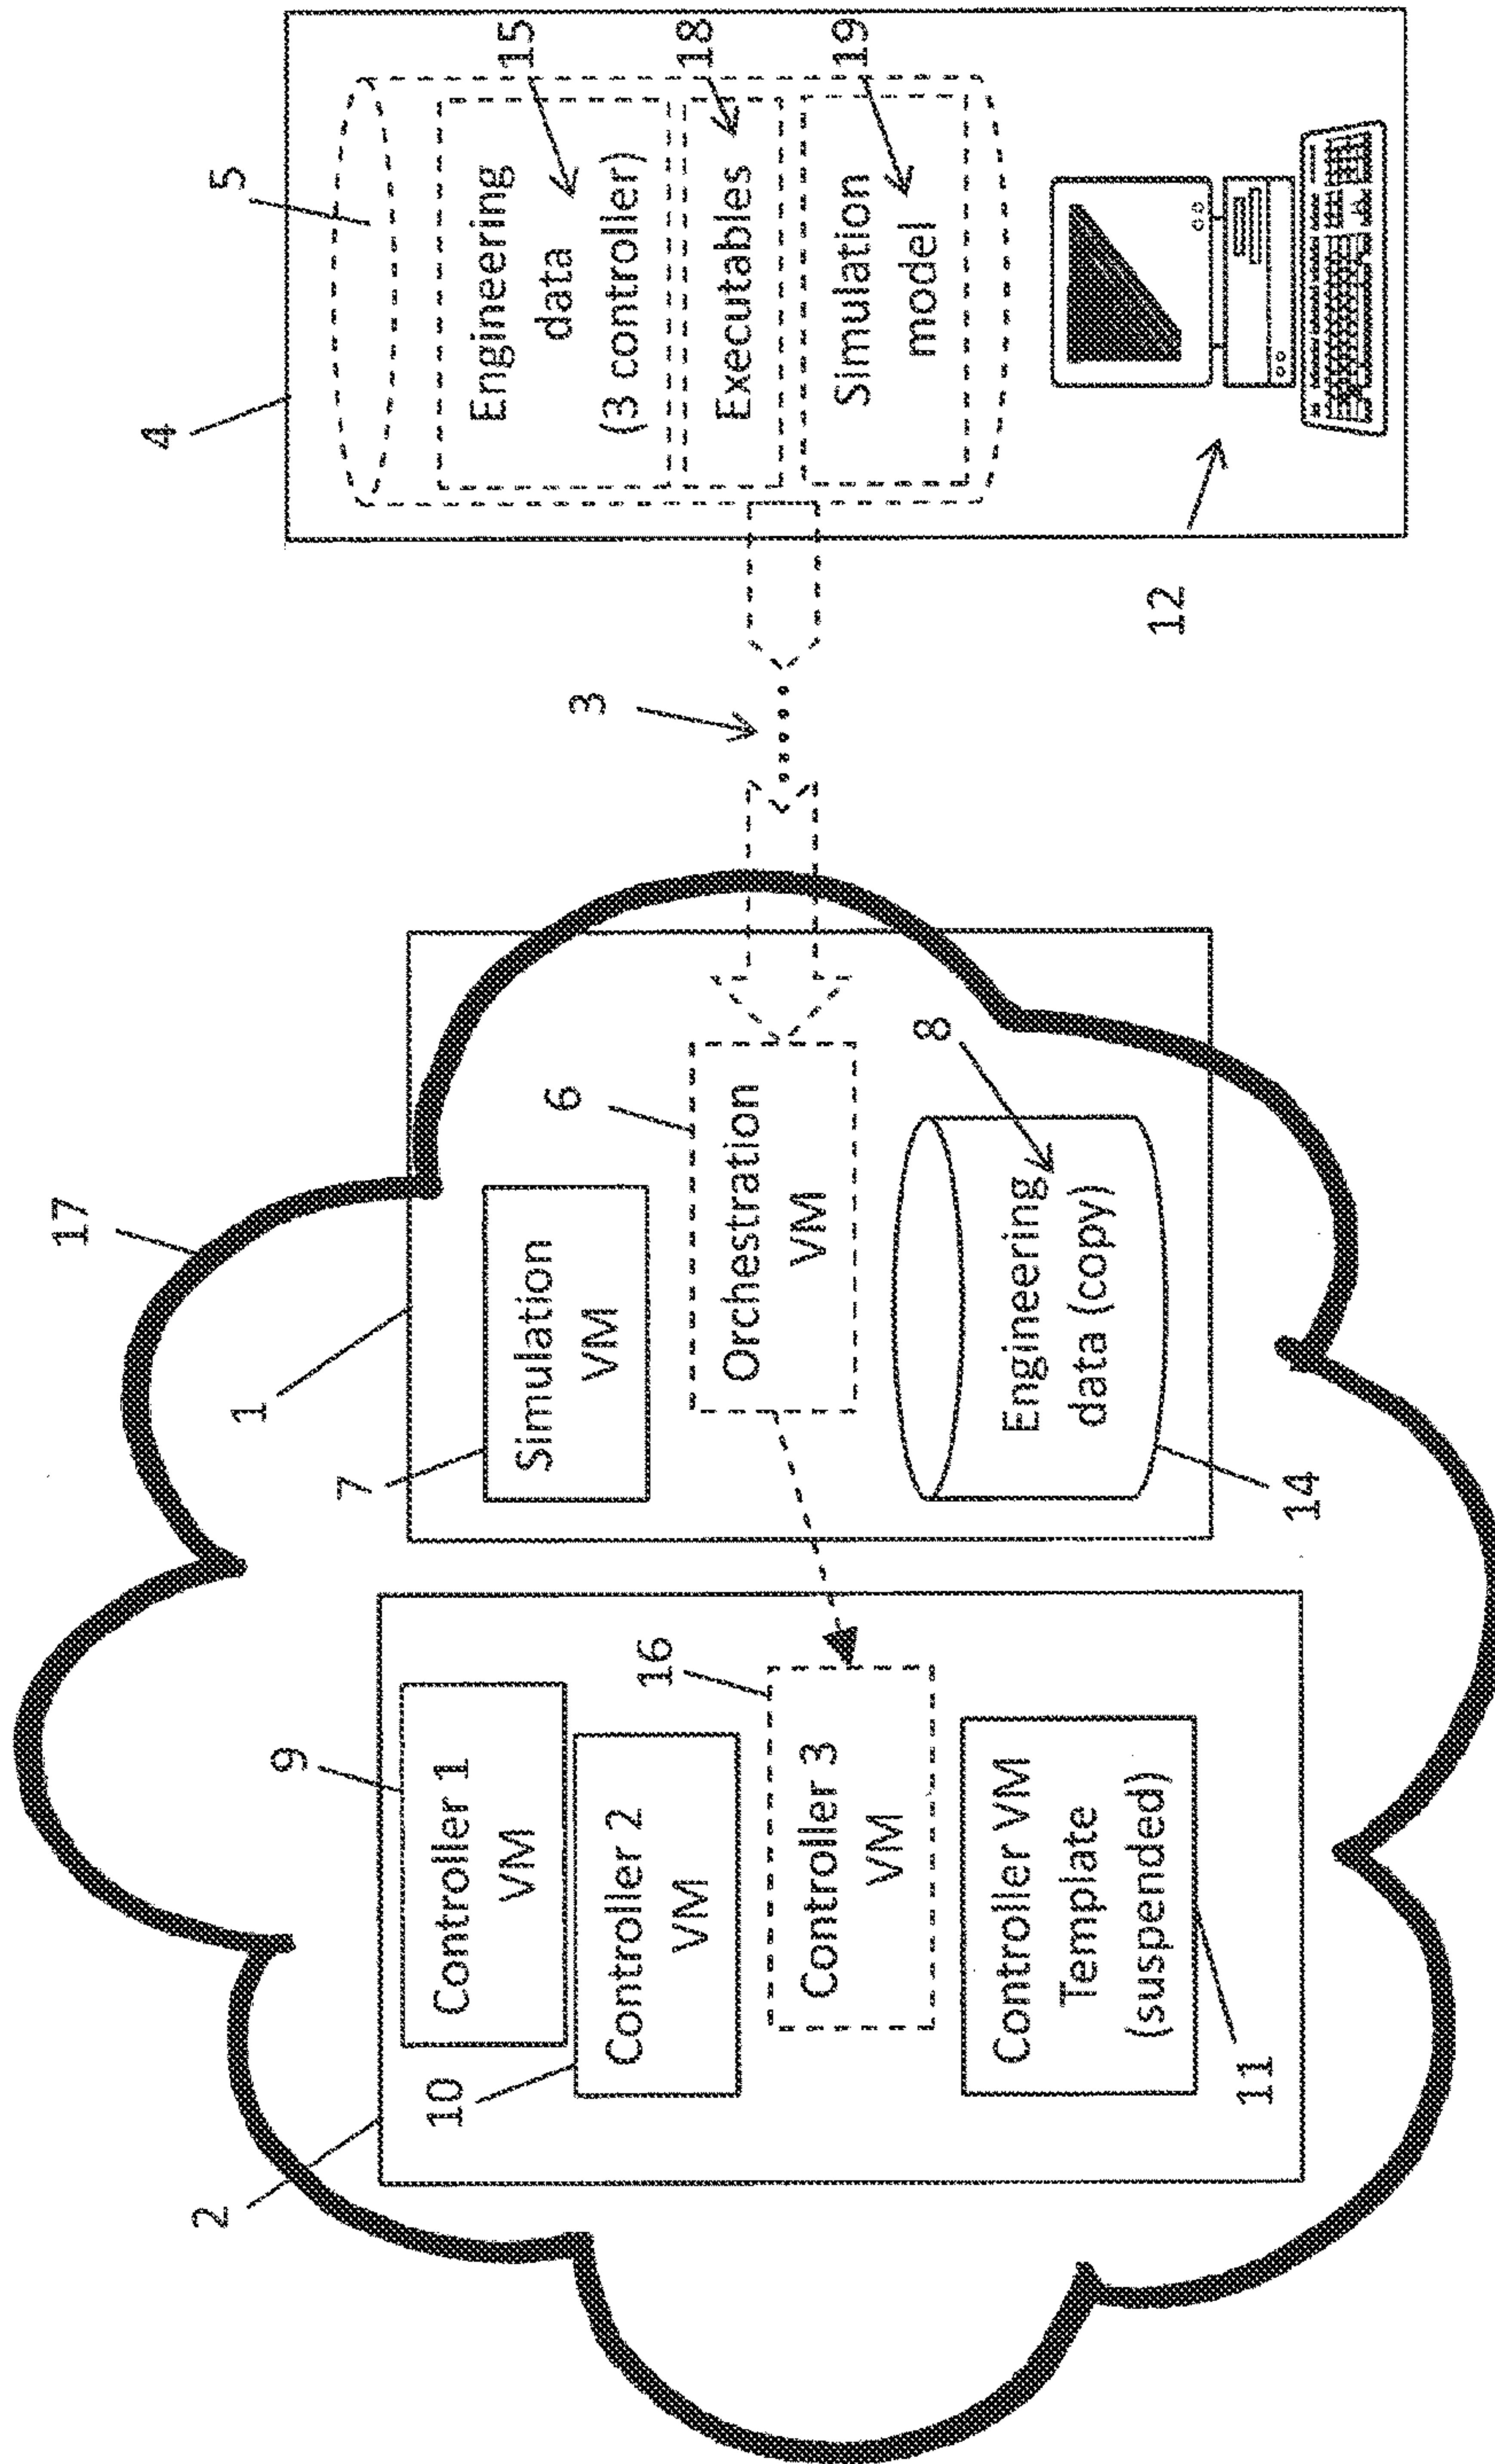 17
2
1
9
Controller 1
VM
10
Controller 2
VM
16
Controller 3
VM
Controller VM
Template
(suspended)
11
7
Simulation
VM
6
Orchestration
VM
8
Engineering
data (copy)
14
3
4
5
Engineering
data
(3 controller)
15
Executables
18
Simulation
model
19
12